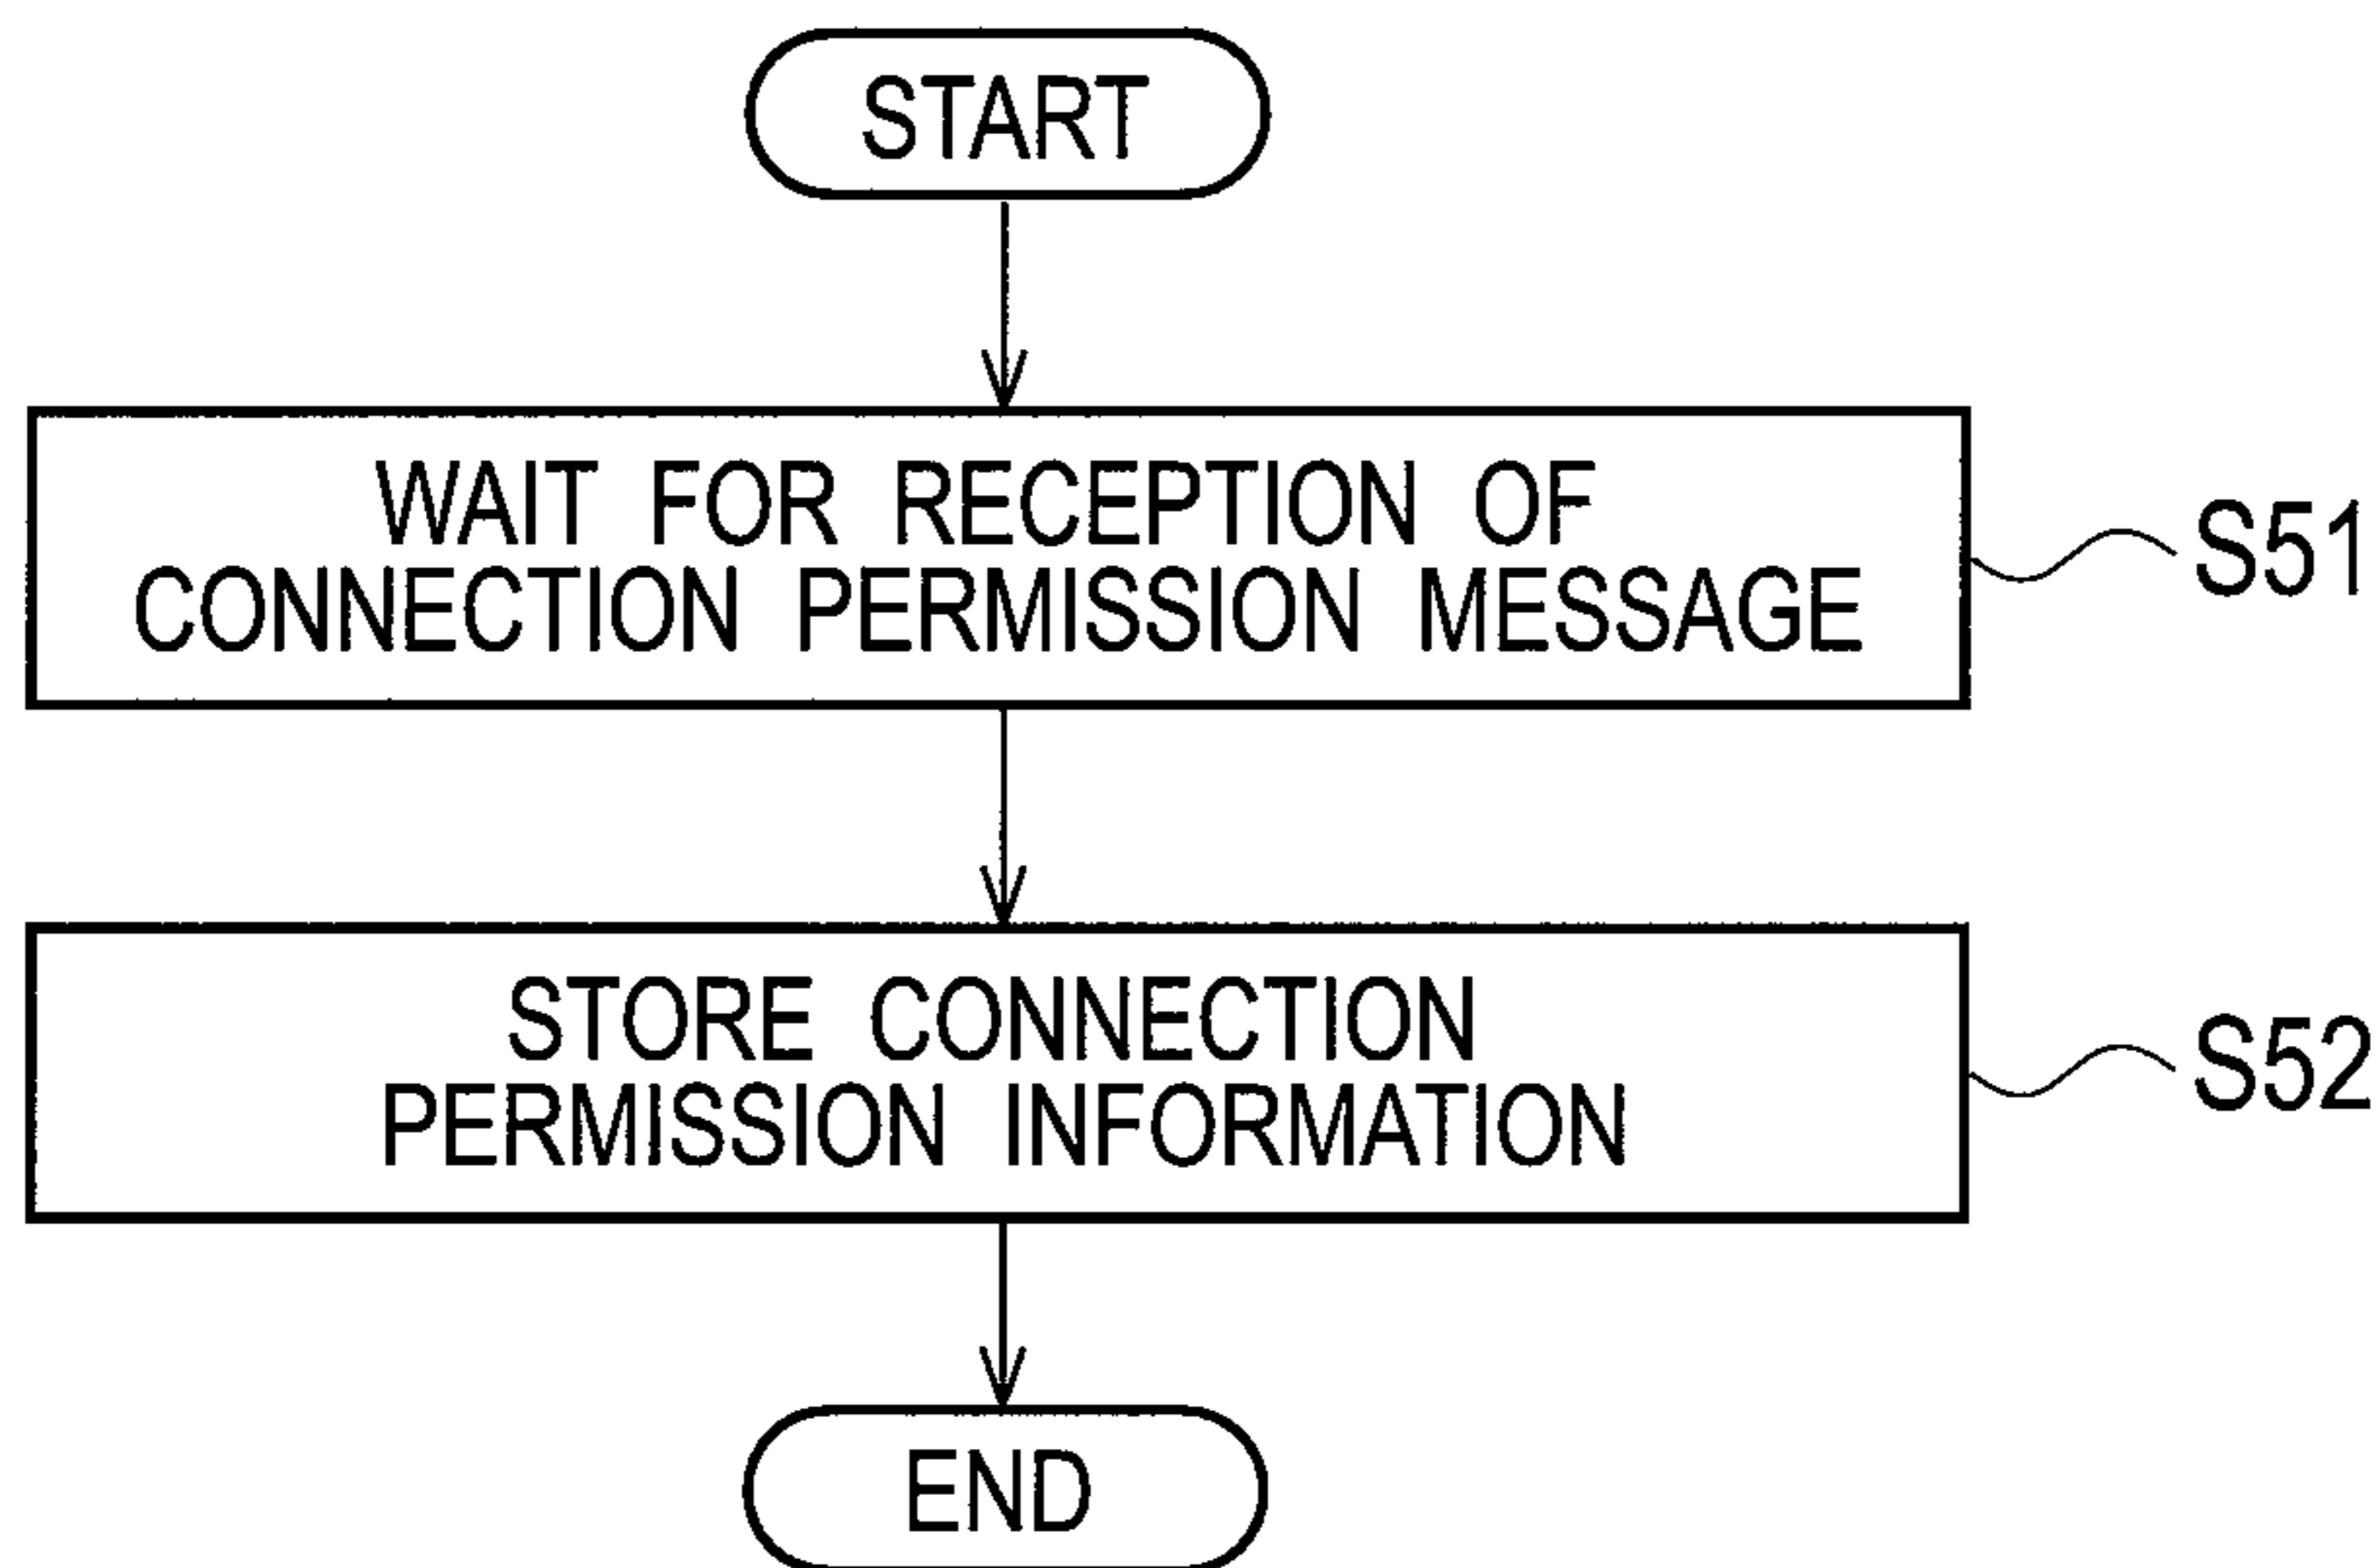 START
WAIT FOR RECEPTION OF
CONNECTION PERMISSION MESSAGE
S51
STORE CONNECTION
PERMISSION INFORMATION
S52
END